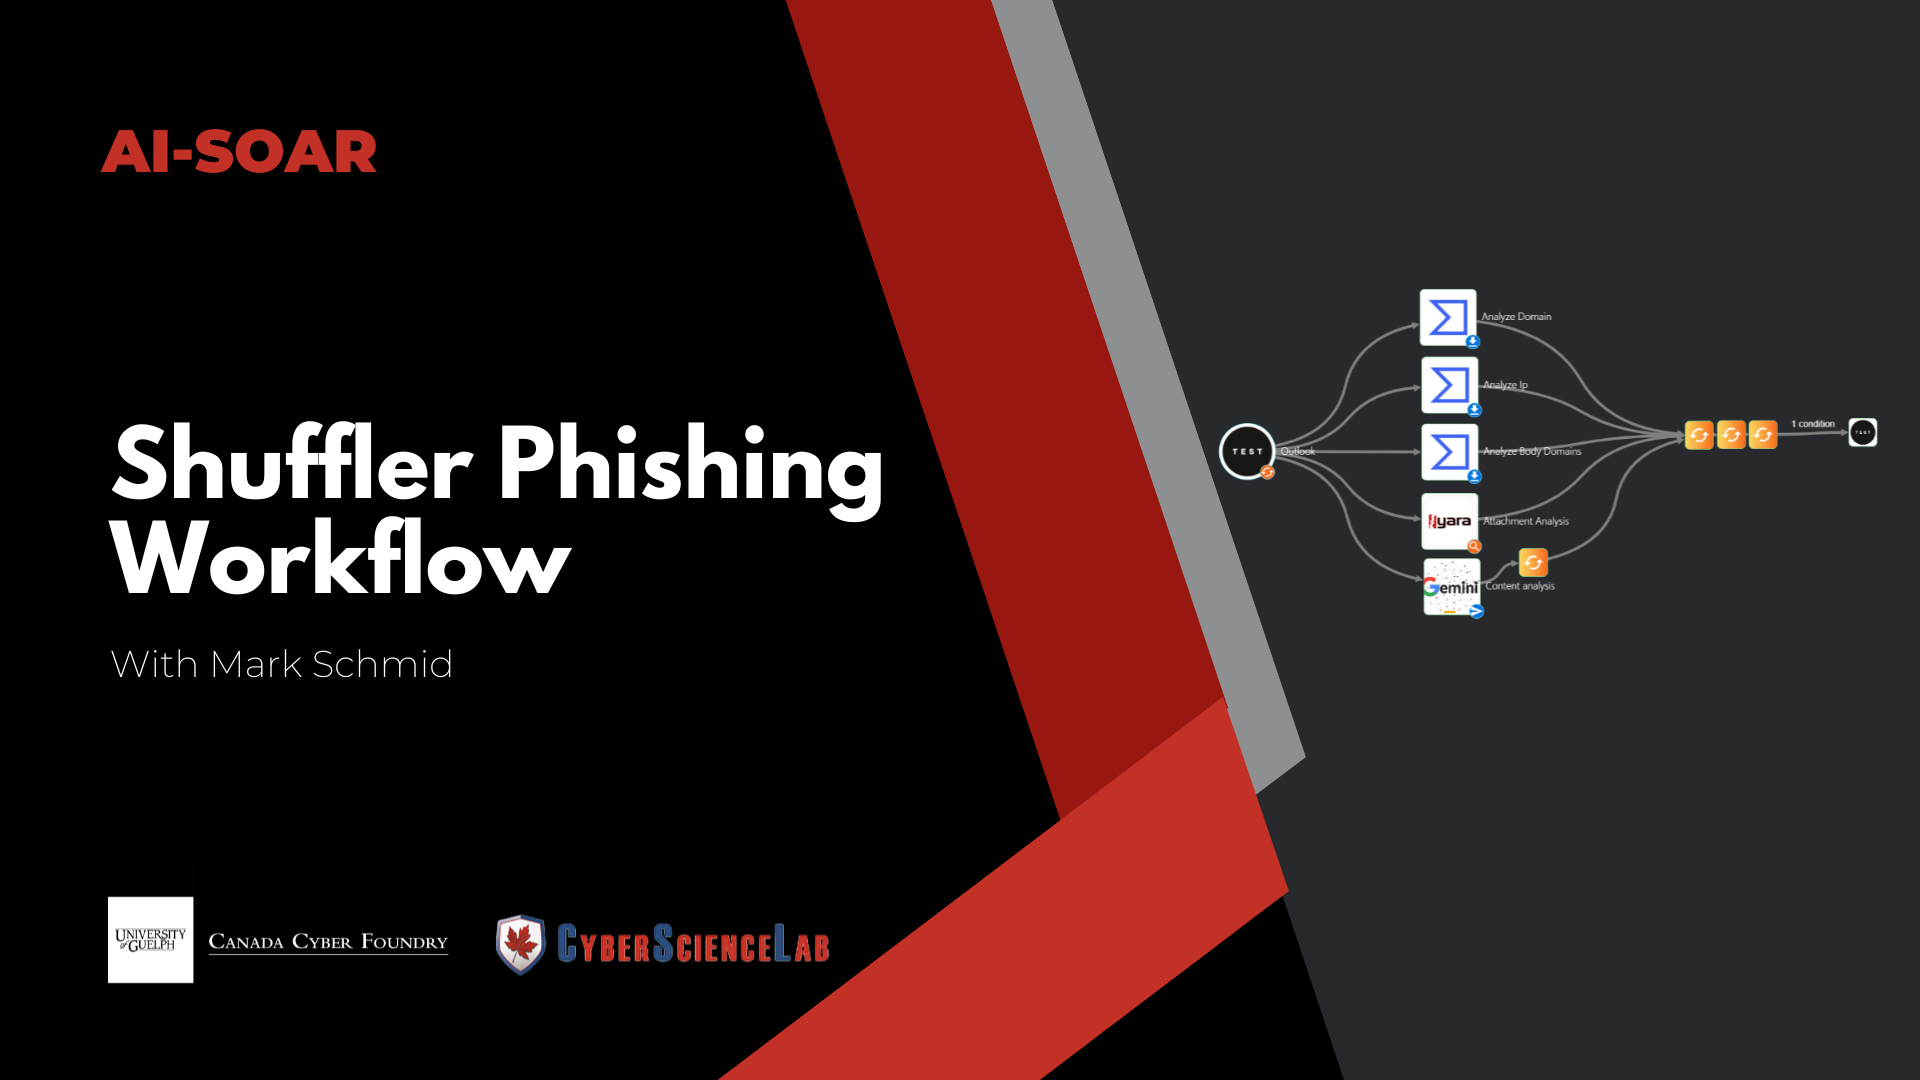 AI-SOAR
Shuffler Phishing
Workflow
With Mark Schmid
UNIVERSITY
of GUELPH
CANADA CYBER FOUNDRY
CYBERSCIENCELAB
TEST
Outlook
Analyze Domain
Analyze Ip
Analyze Body Domains
yara
Attachment Analysis
Gemini
Content analysis
1 condition
TEST